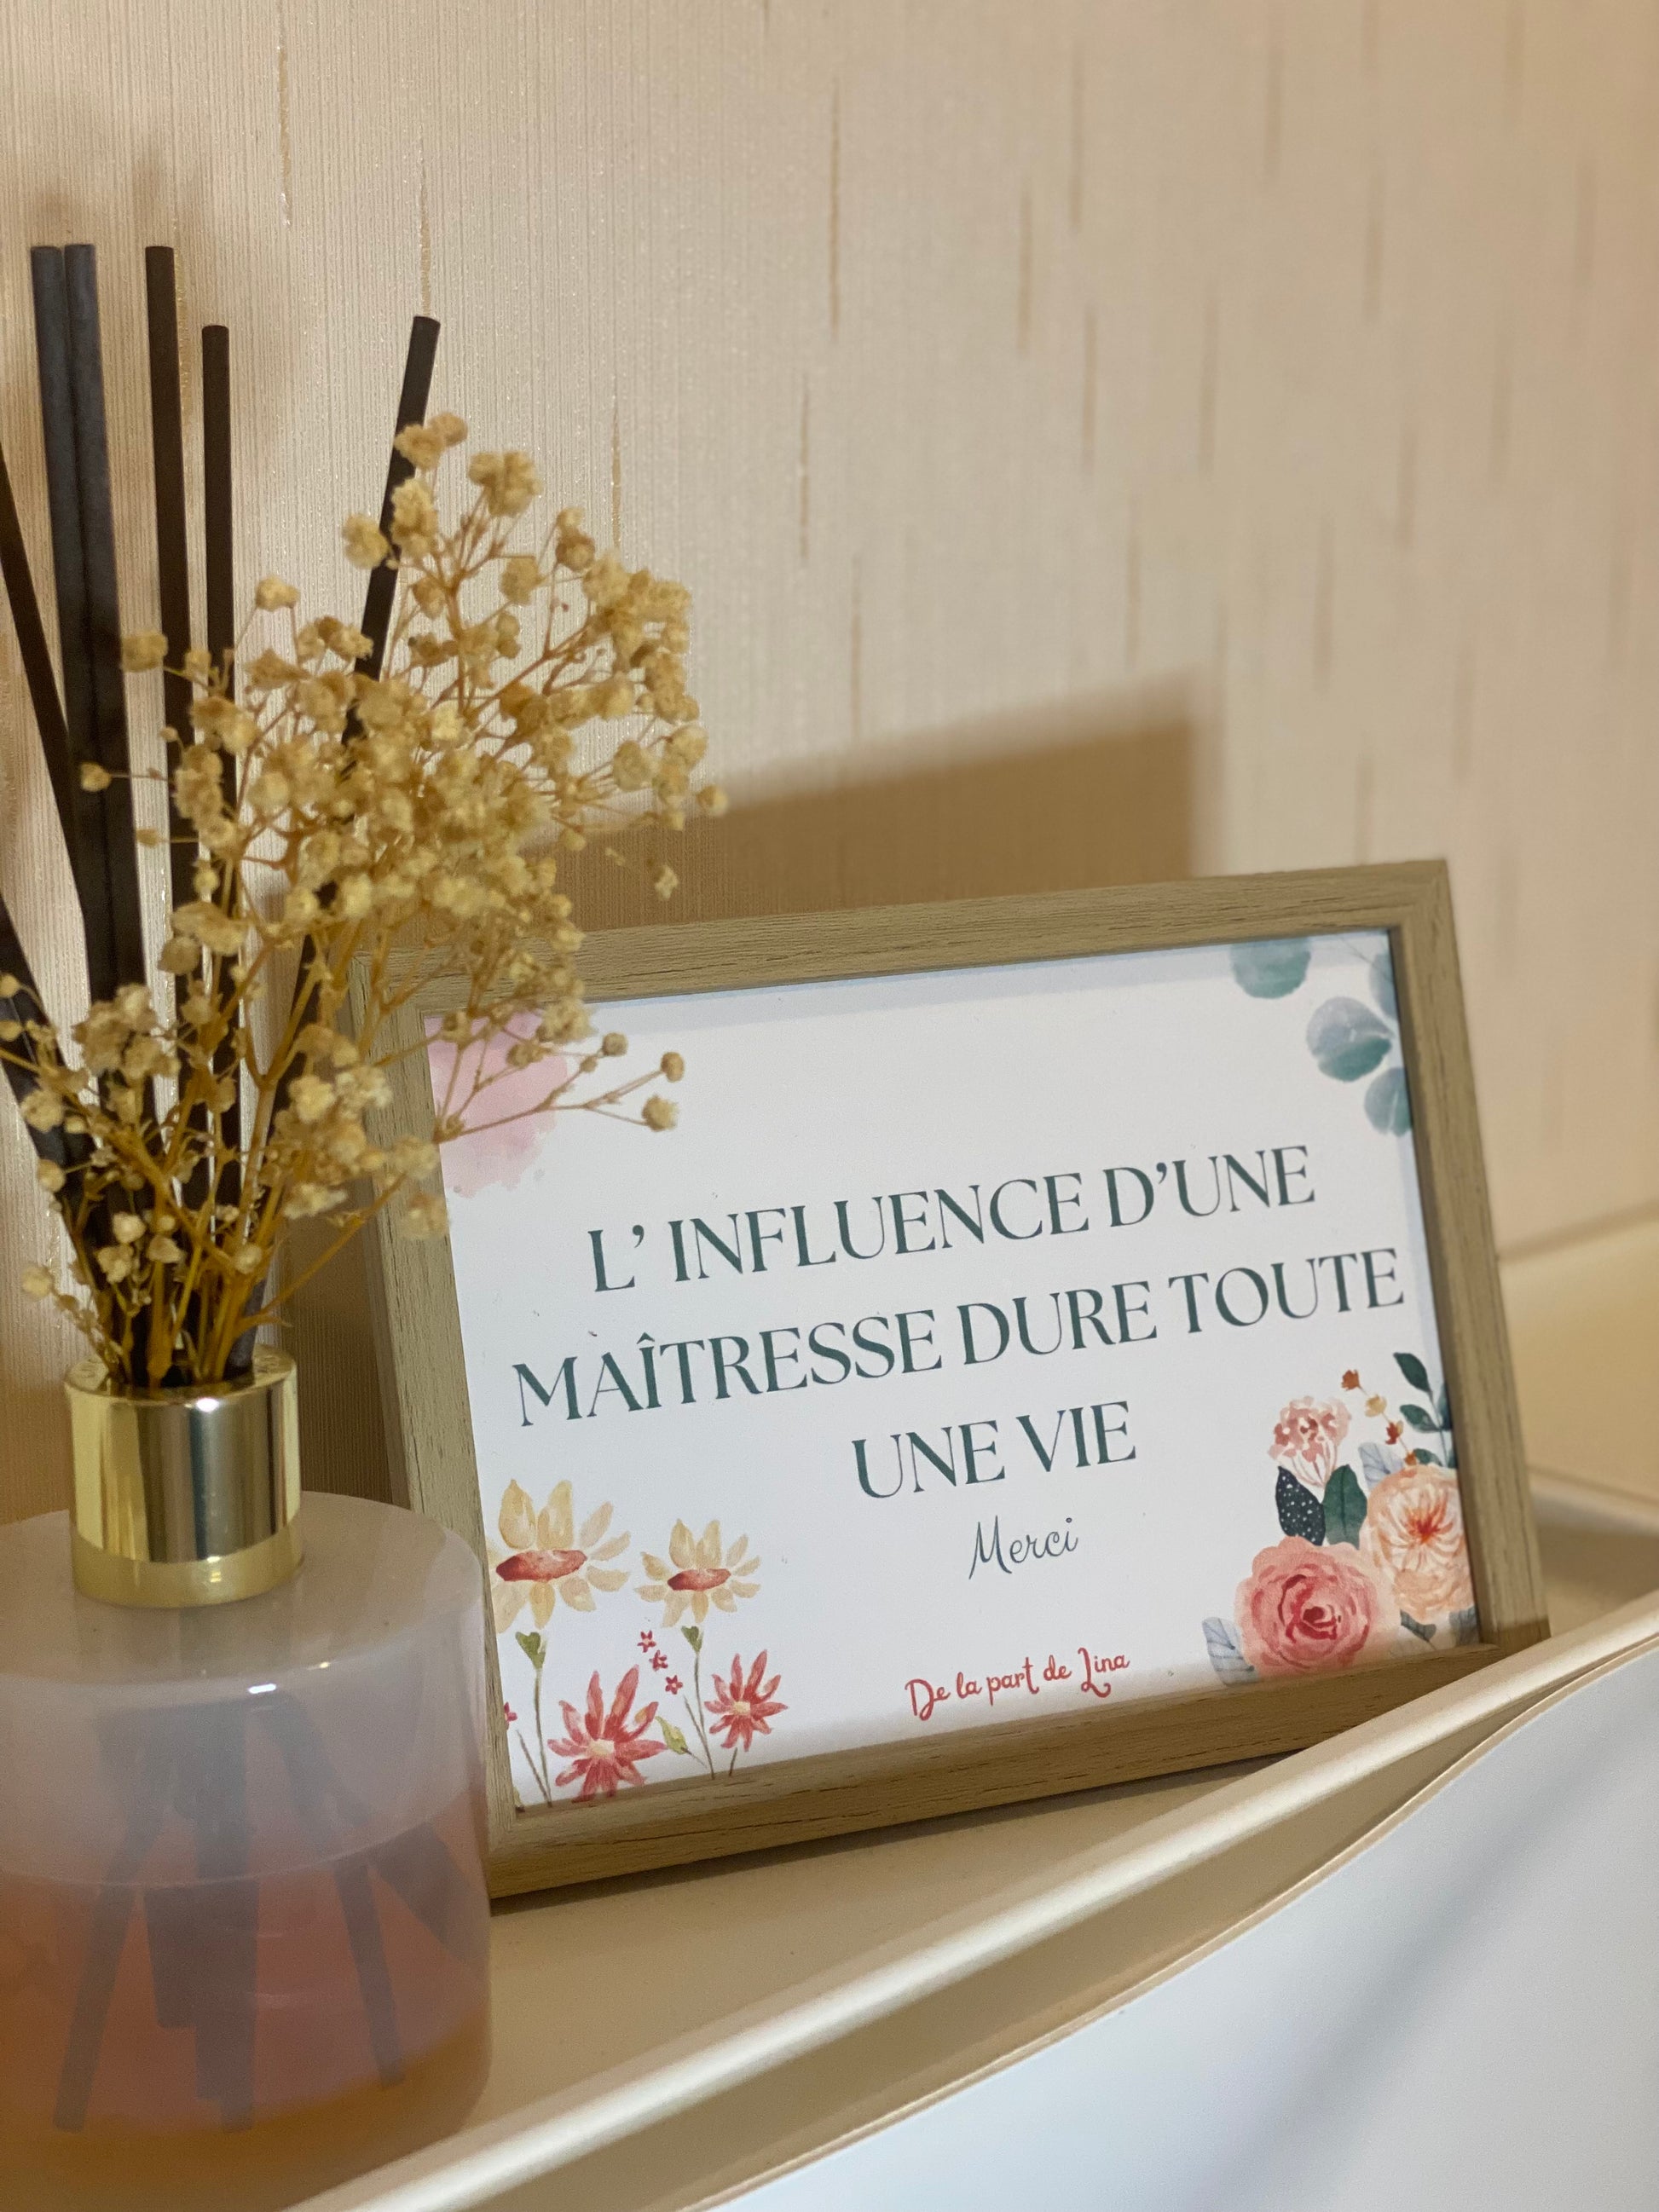 L' INFLUENCE D'UNE
MAÎTRESSE DURE TOUTE
UNE VIE
Merci
De la part de Lina